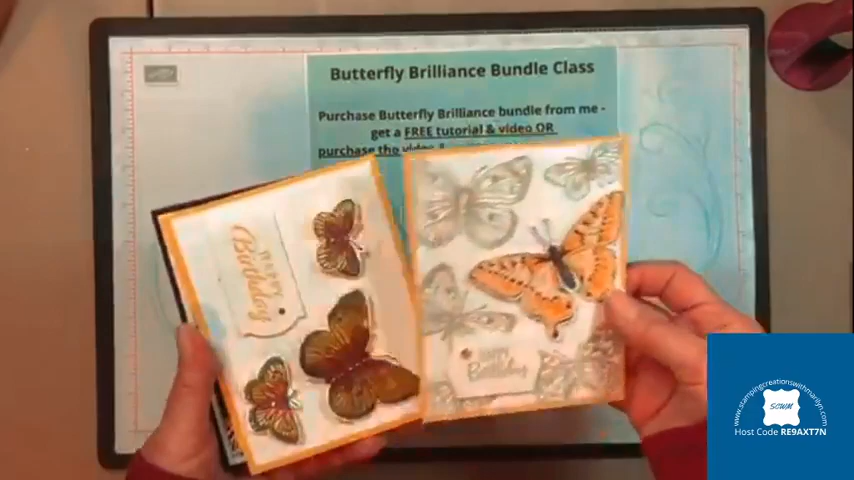 Butterfly Brilliance Bundle Class
Purchase Butterfly Brilliance bundle from me -
get a FREE tutorial & video OR
purchase the video &
HAPPY
Birthday
HAPPY
Birthday
www.stampingcreationswithmarilyn.com
SCWM
Host Code RE9AXT7N